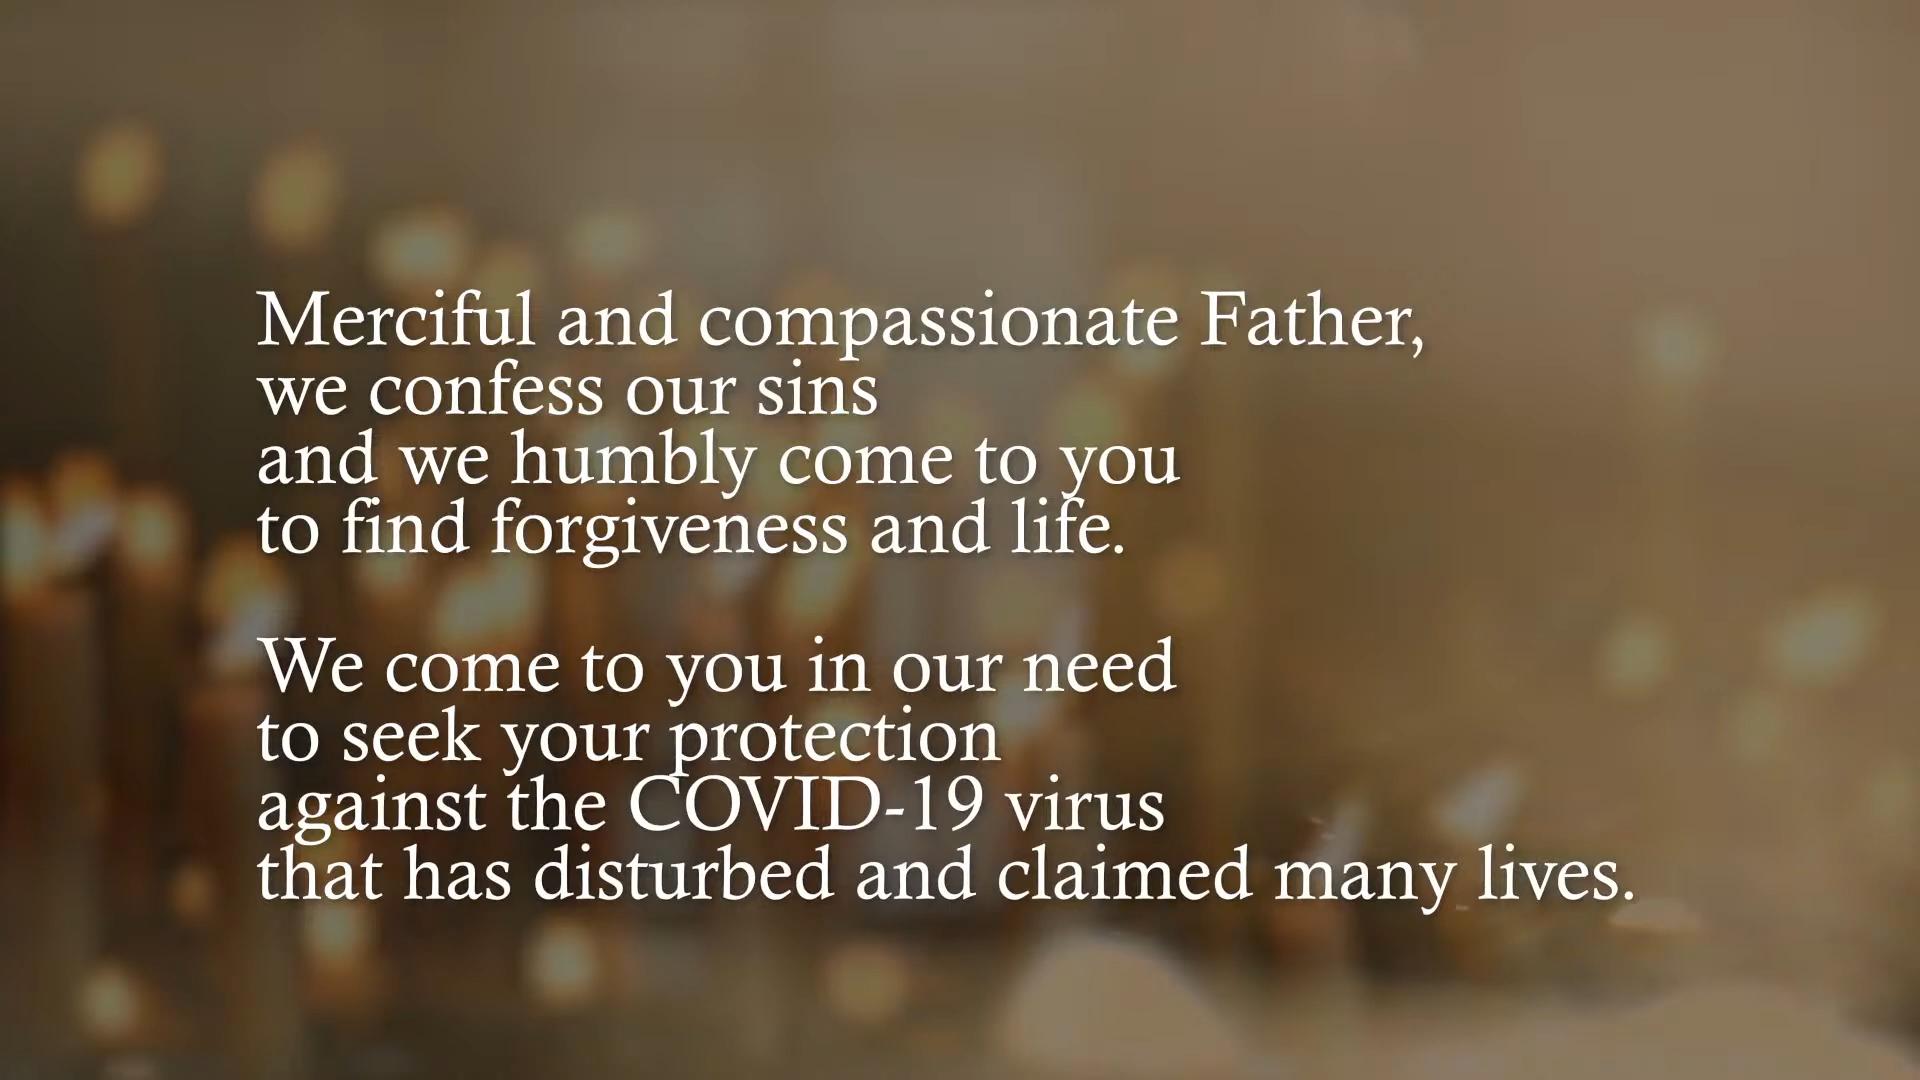 Merciful and compassionate Father,
we confess our sins
and we humbly come to you
to find forgiveness and life.
We come to you in our need
to seek your protection
against the COVID-19 virus
that has disturbed and claimed many lives.